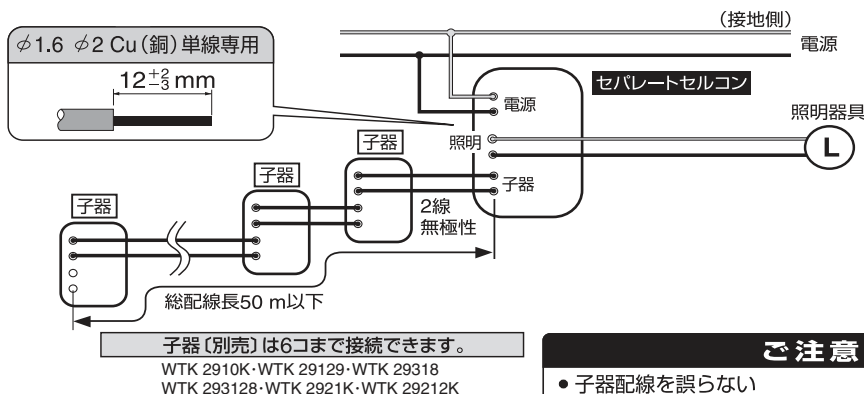 (接地側)
電源
φ1.6 φ2 Cu(銅)単線専用
12+2-3mm
セパレートセルコン
電源
照明器具
照明
L
子器
子器
子器
2線
無極性
子器
総配線長50 m以下
子器〔別売〕は6コまで接続できます。
WTK 2910K・WTK 29129・WTK 29318
WTK 293128・WTK 2921K・WTK 29212K
ご注意
● 子器配線を誤らない